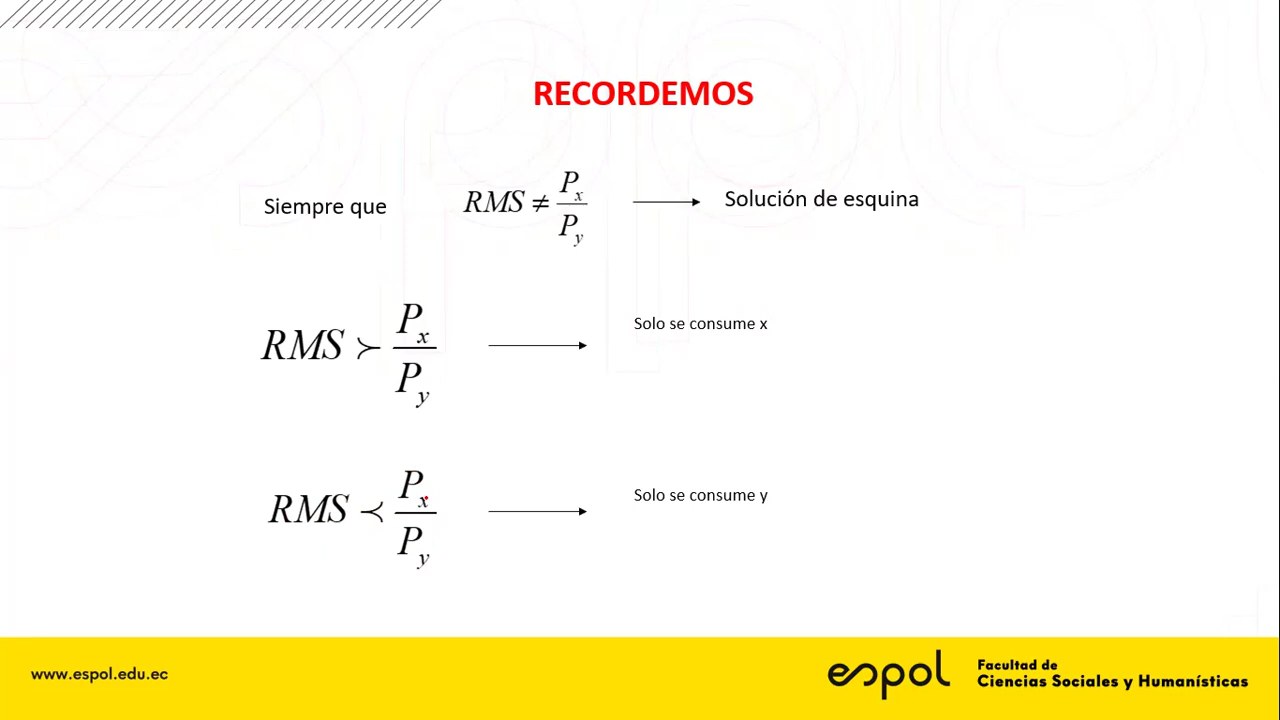 RECORDEMOS
Siempre que RMS ≠ Px/Py Solución de esquina
RMS ≻ Px/Py Solo se consume x
RMS ≺ Px/Py Solo se consume y
www.espol.edu.ec
espol
Facultad de
Ciencias Sociales y Humanísticas